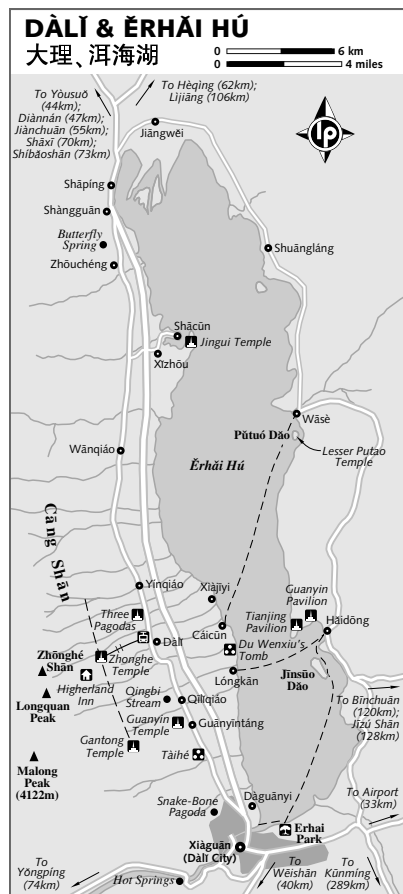 DÀLǏ & ĔRHǍI HÚ
大理、洱海湖
0 6 km
0 4 miles
To Yòusuǒ
(44km);
Diànnán (47km);
Jiànchuān (55km);
Shāxī (70km);
Shíbǎoshān (73km)
To Hèqìng (62km);
Lìjiāng (106km)
lp
Jiāngwěi
Shāpíng
Shàngguān
Butterfly
Spring
Zhōuchéng
Shuāngláng
Shācūn
Jingui Temple
Xǐzhōu
Wāsè
Pǔtuó Dǎo
Lesser Putao
Temple
Wānqiáo
Ĕrhǎi Hú
Cāng Shān
Yínqiáo
Xiàjīyì
Three
Pagodas
Guanyin
Pavilion
Tianjing
Pavilion
Hǎidōng
Cáicūn
Dàlǐ
Zhōnghé
Shān
Zhonghe
Temple
Du Wenxiu's
Tomb
Lóngkān
Jīnsuō
Dǎo
Higherland
Inn
Longquan
Peak
Qingbi
Stream
Qīlǐqiáo
To Bīnchuān
(120km);
Jīzú Shān
(128km)
Guanyin
Temple
Guānyīntáng
Gantong
Temple
Tàihé
Malong
Peak
(4122m)
Snake-Bone
Pagoda
Dàguānyì
To Airport
(33km)
Erhai
Park
Xiàguān
(Dàlǐ City)
To
Yǒngpíng
(74km)
Hot Springs
To
Wēishān
(40km)
To
Kūnmíng
(289km)